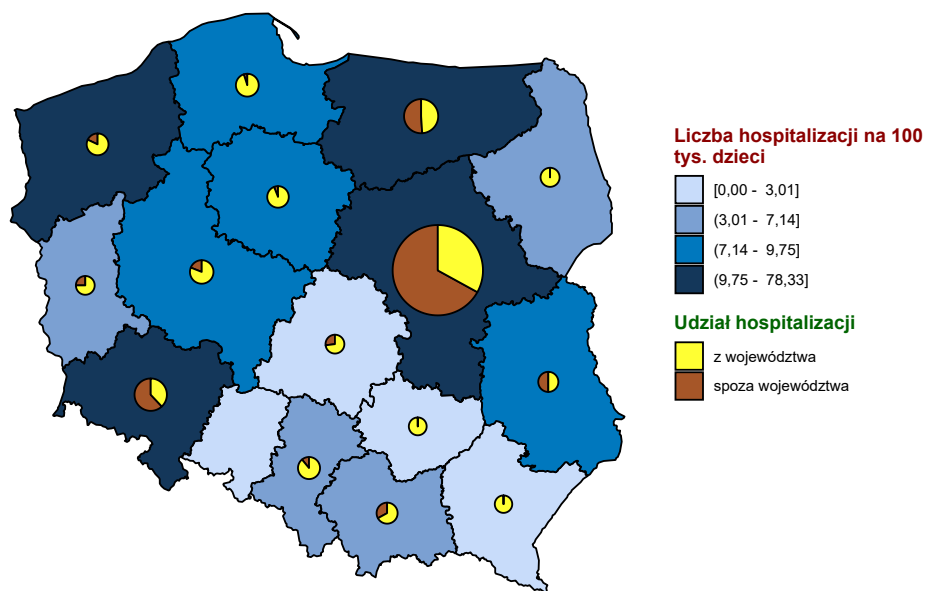 Liczba hospitalizacji na 100
tys. dzieci
[0,00 - 3,01]
(3,01 - 7,14]
(7,14 - 9,75]
(9,75 - 78,33]
Udział hospitalizacji
z województwa
spoza województwa